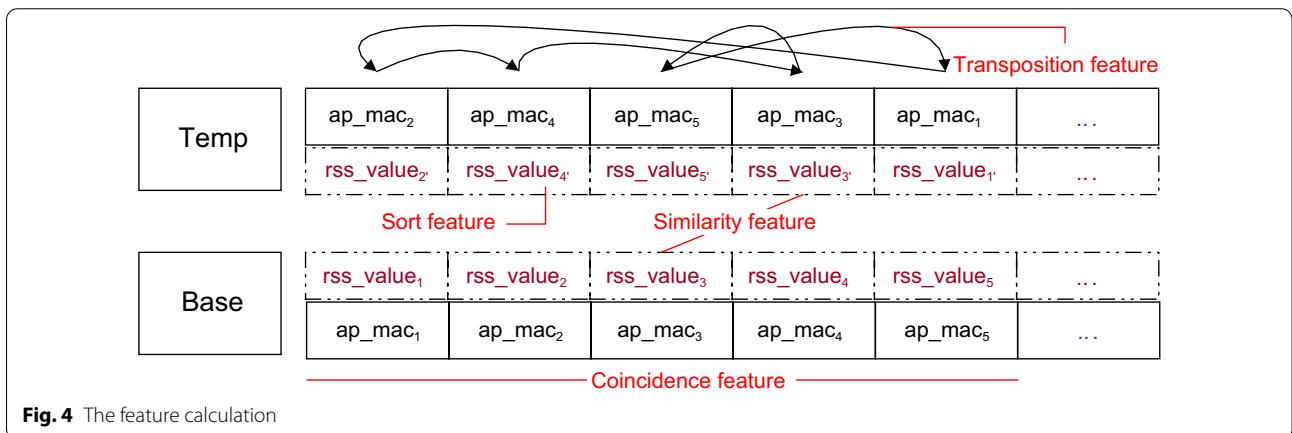 Transposition feature
Temp
ap_mac₂ ap_mac₄ ap_mac₅ ap_mac₃ ap_mac₁ ...
rss_value₂' rss_value₄' rss_value₅' rss_value₃' rss_value₁' ...
Sort feature Similarity feature
Base
rss_value₁ rss_value₂ rss_value₃ rss_value₄ rss_value₅ ...
ap_mac₁ ap_mac₂ ap_mac₃ ap_mac₄ ap_mac₅ ...
Coincidence feature
Fig. 4 The feature calculation